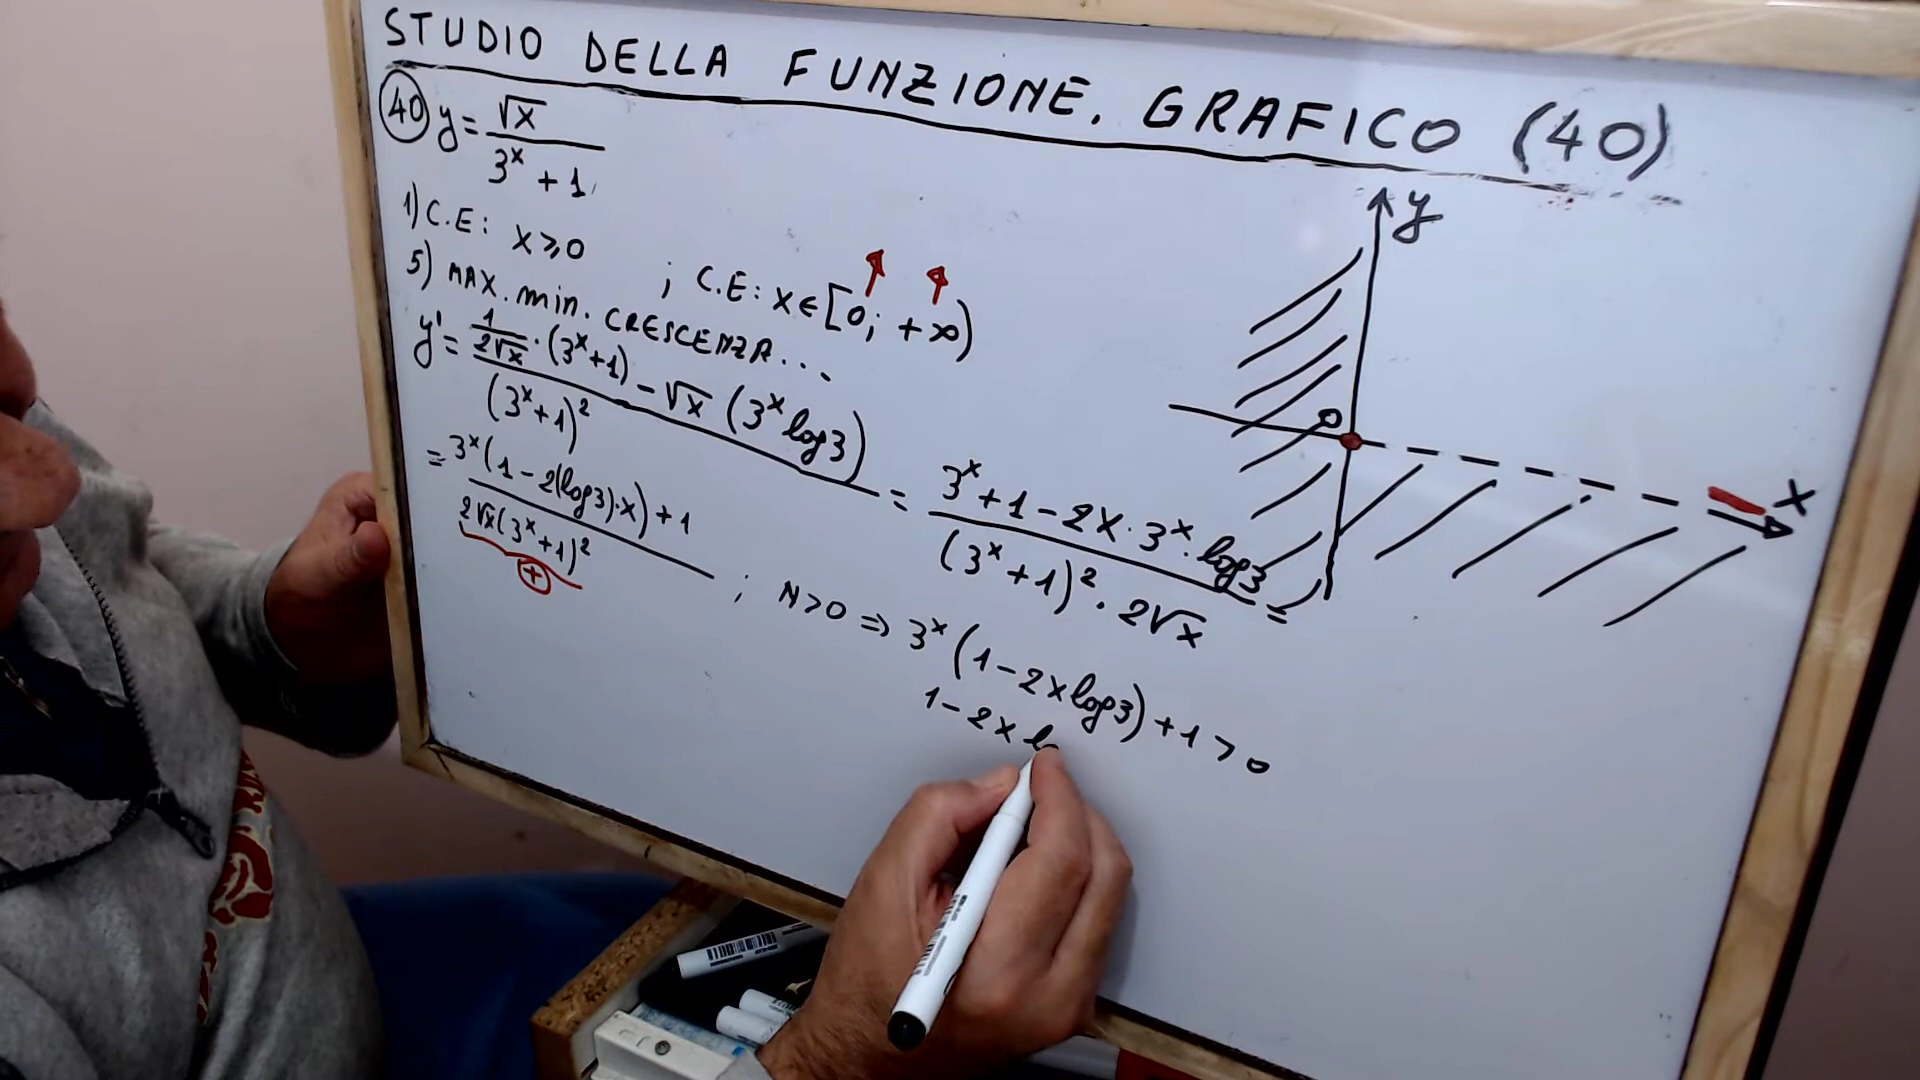 STUDIO DELLA FUNZIONE. GRAFICO (40)
40 y = √x / (3^x + 1)
1) C.E: x ≥ 0 ; C.E: x ∈ [0; +∞)
5) MAX. min. CRESCENZA...
y' = (1/(2√x) · (3^x + 1) - √x (3^x log3)) / (3^x + 1)^2 = (3^x + 1 - 2x · 3^x · log3) / ((3^x + 1)^2 · 2√x) =
= (3^x (1 - 2(log3)·x) + 1) / (2√x (3^x + 1)^2) ; N > 0 ⇒ 3^x (1 - 2x log3) + 1 > 0
+
1 - 2x lo
y
0
x